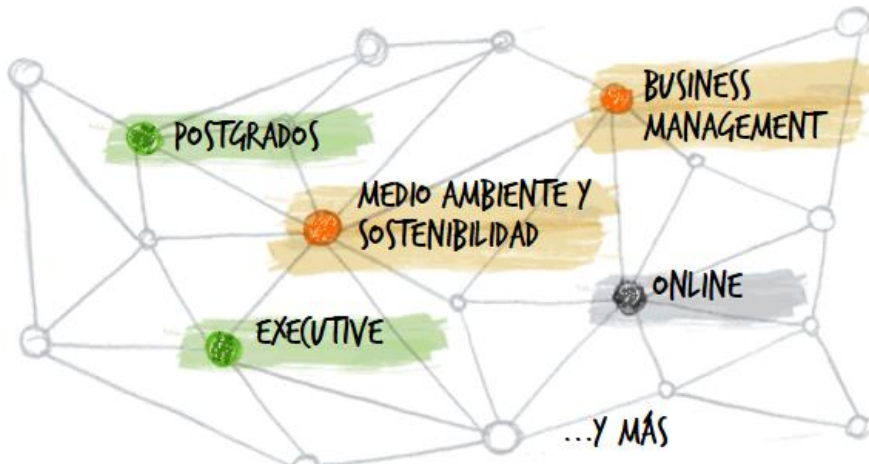 BUSINESS
MANAGEMENT
POSTGRADOS
MEDIO AMBIENTE Y
SOSTENIBILIDAD
ONLINE
EXECUTIVE
...Y MÁS